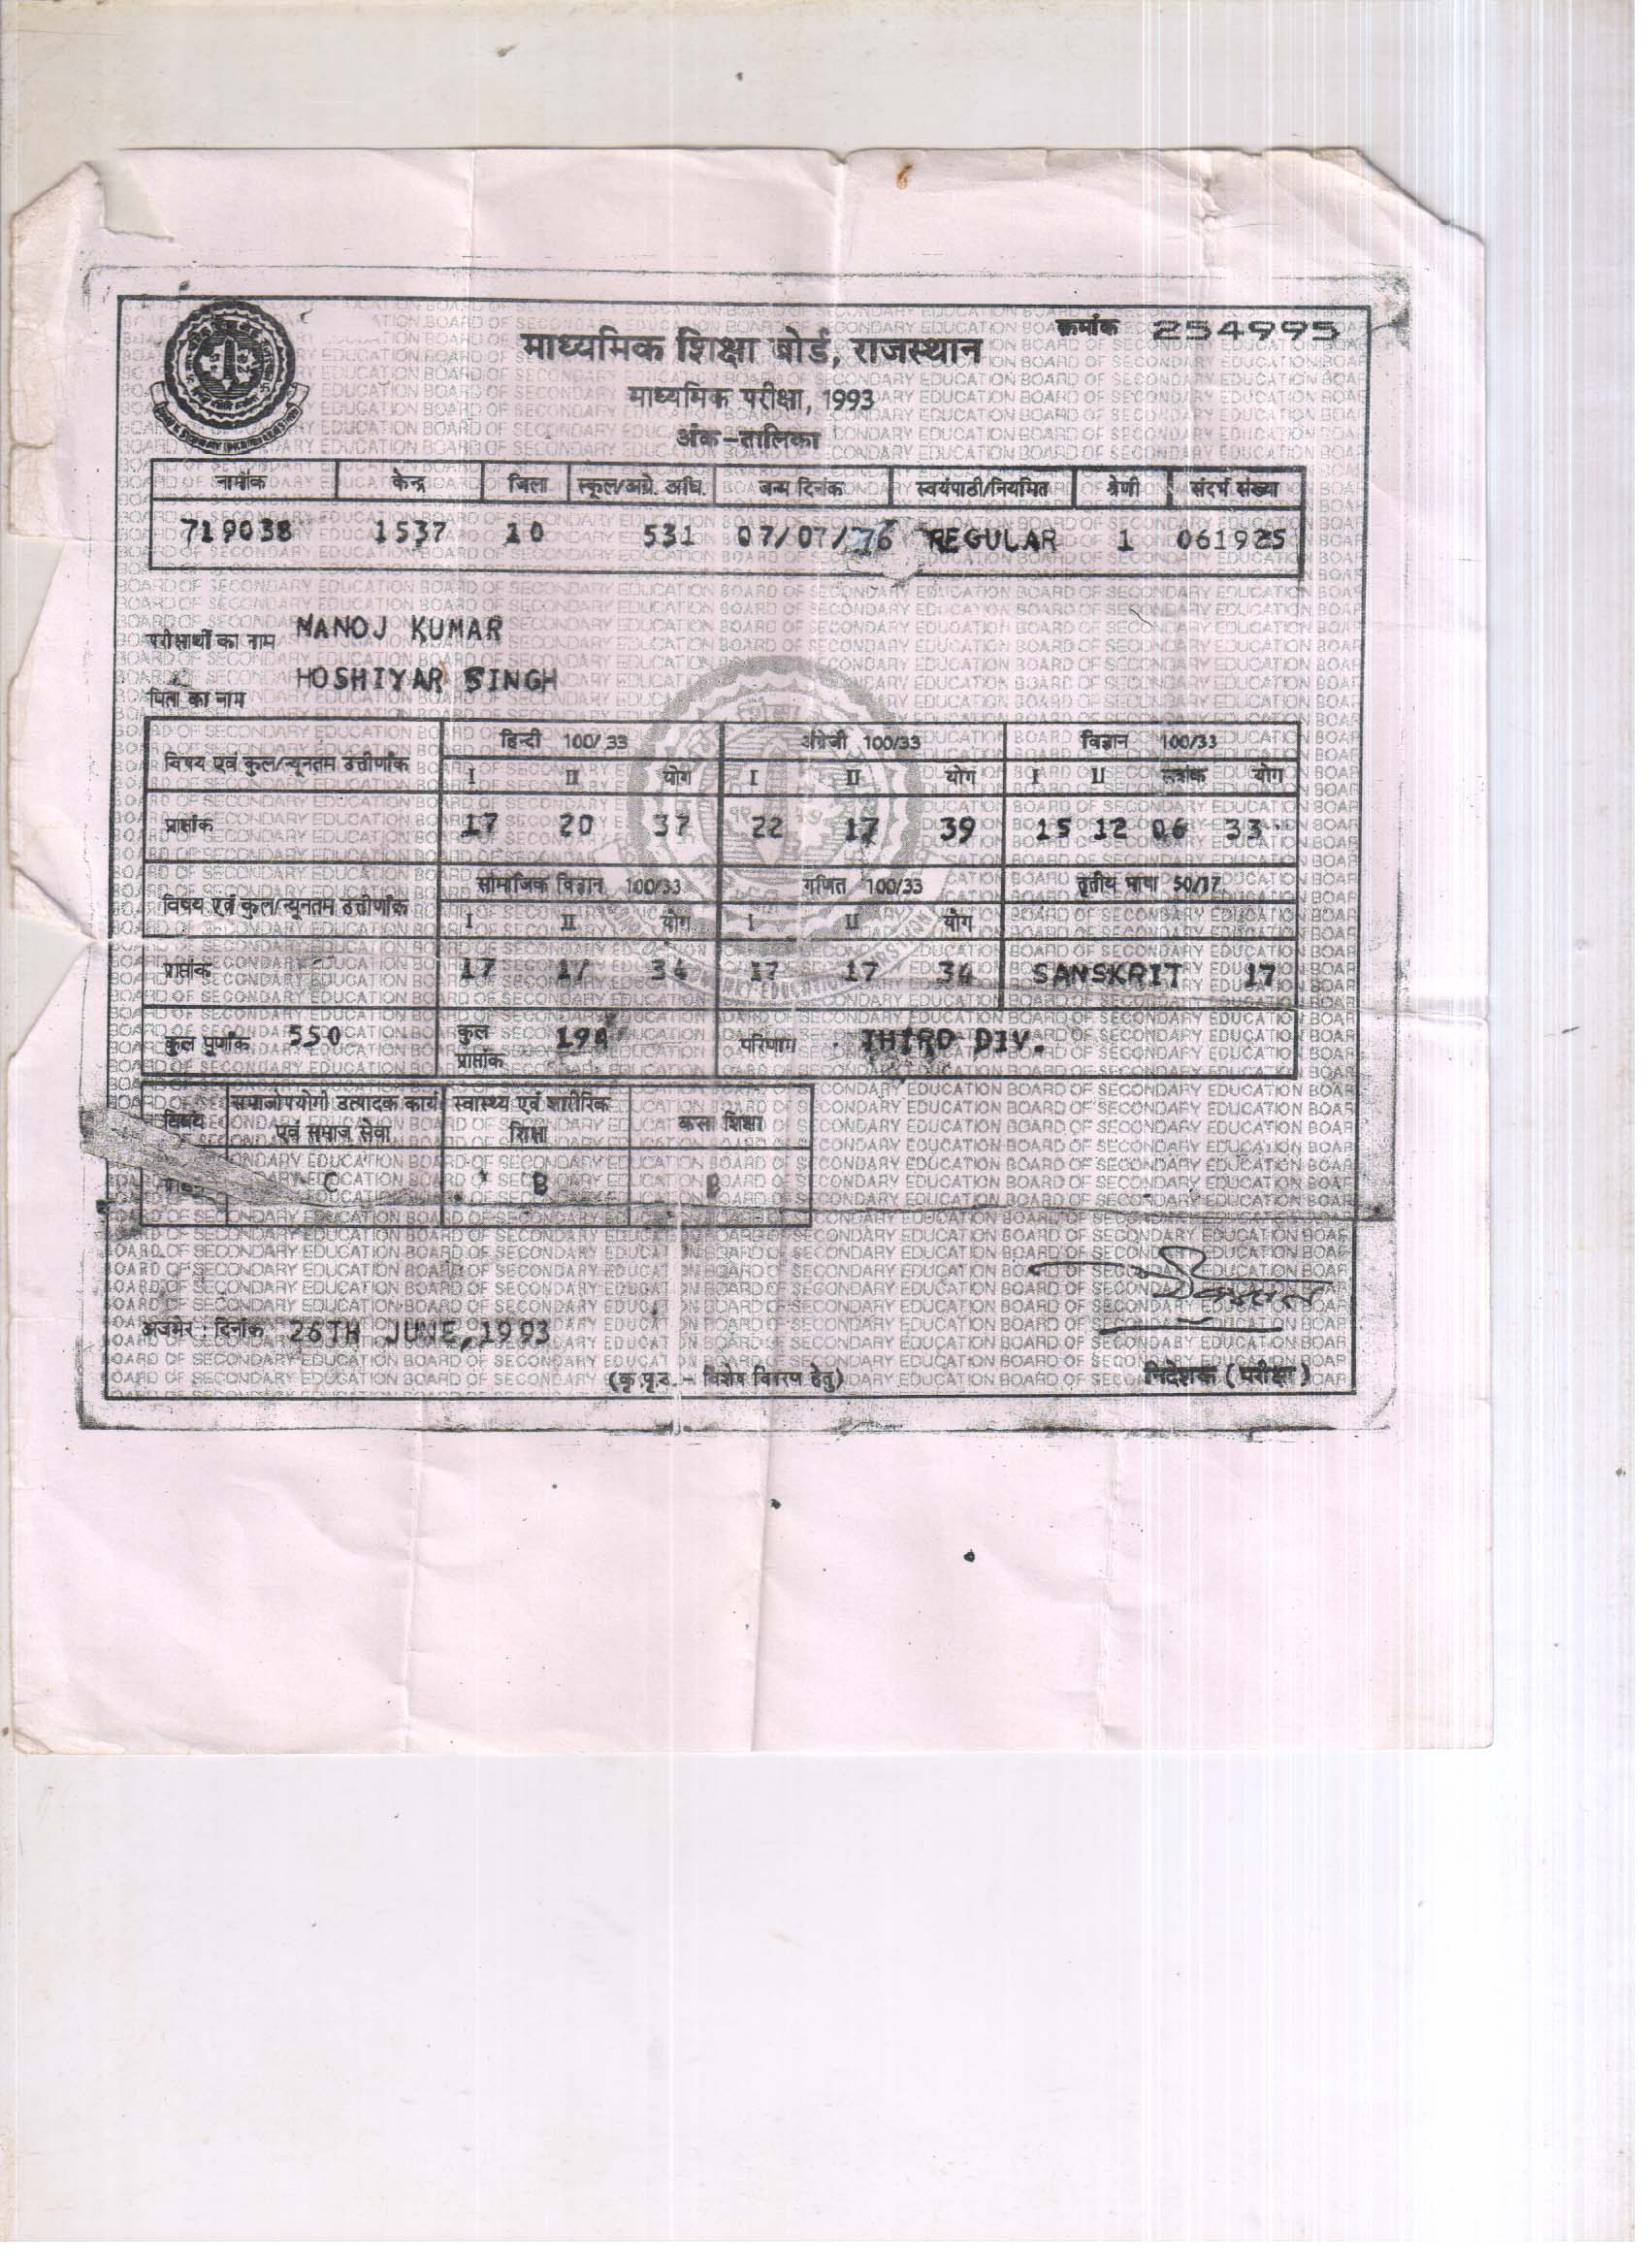 क्रमांक 254995
माध्यमिक शिक्षा बोर्ड, राजस्थान
माध्यमिक परीक्षा, 1993
अंक-तालिका
नामाँक केन्द्र जिला स्कूल/अग्रे. अधि. जन्म दिनांक स्वयंपाठी/नियमित श्रेणी संदर्भ संख्या
719038 1537 10 531 07/07/76 REGULAR 1 061925
परीक्षार्थी का नाम MANOJ KUMAR
पिता का नाम HOSHIYAR SINGH
विषय एवं कुल/न्यूनतम उत्तीर्णांक हिन्दी 100/33 अंग्रेजी 100/33 विज्ञान 100/33
I II योग I II योग I II सत्रांक योग
प्राप्तांक 17 20 37 22 17 39 15 12 06 33
विषय एवं कुल/न्यूनतम उत्तीर्णांक सामाजिक विज्ञान 100/33 गणित 100/33 तृतीय भाषा 50/17
I II योग I II योग
प्राप्तांक 17 17 34 17 17 34 SANSKRIT 17
कुल पूर्णांक 550 कुल प्राप्तांक परिणाम THIRD DIV.
विषय समाजोपयोगी उत्पादक कार्य एवं समाज सेवा स्वास्थ्य एवं शारीरिक शिक्षा कला शिक्षा
C B B
अजमेर : दिनांक 26TH JUNE, 1993
(कृ.पृ.उ. - विशेष विवरण हेतु)
निदेशक (परीक्षा)